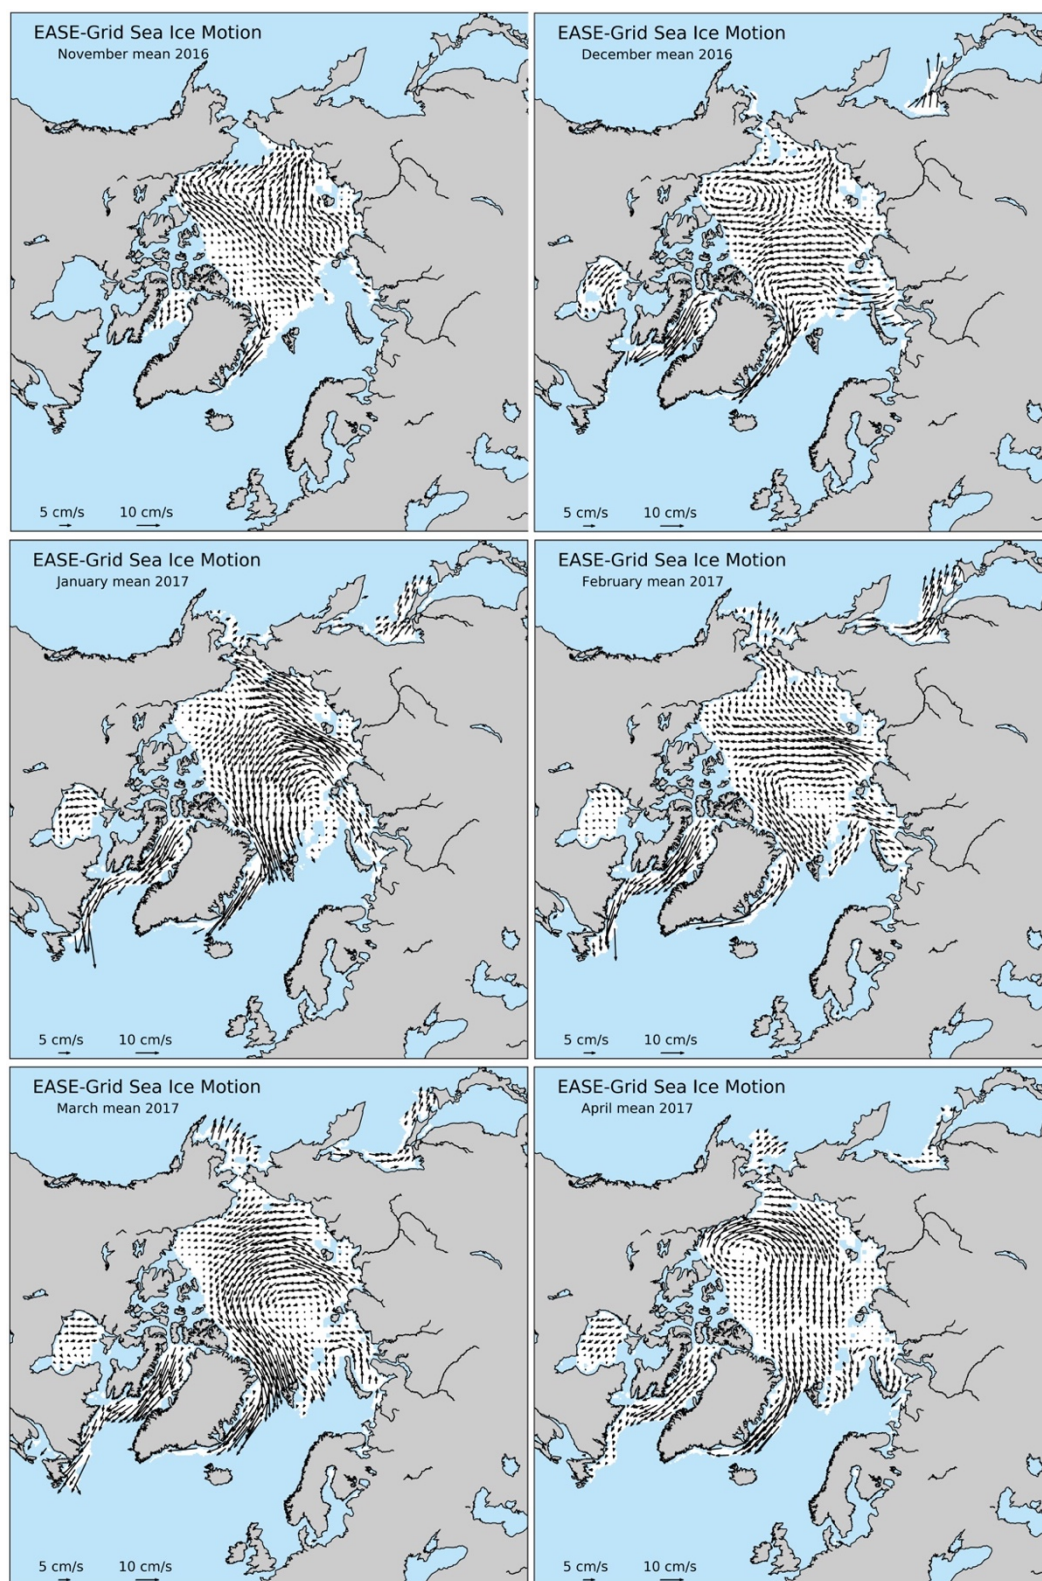 EASE-Grid Sea Ice Motion
November mean 2016
5 cm/s 10 cm/s
EASE-Grid Sea Ice Motion
December mean 2016
5 cm/s 10 cm/s
EASE-Grid Sea Ice Motion
January mean 2017
5 cm/s 10 cm/s
EASE-Grid Sea Ice Motion
February mean 2017
5 cm/s 10 cm/s
EASE-Grid Sea Ice Motion
March mean 2017
5 cm/s 10 cm/s
EASE-Grid Sea Ice Motion
April mean 2017
5 cm/s 10 cm/s